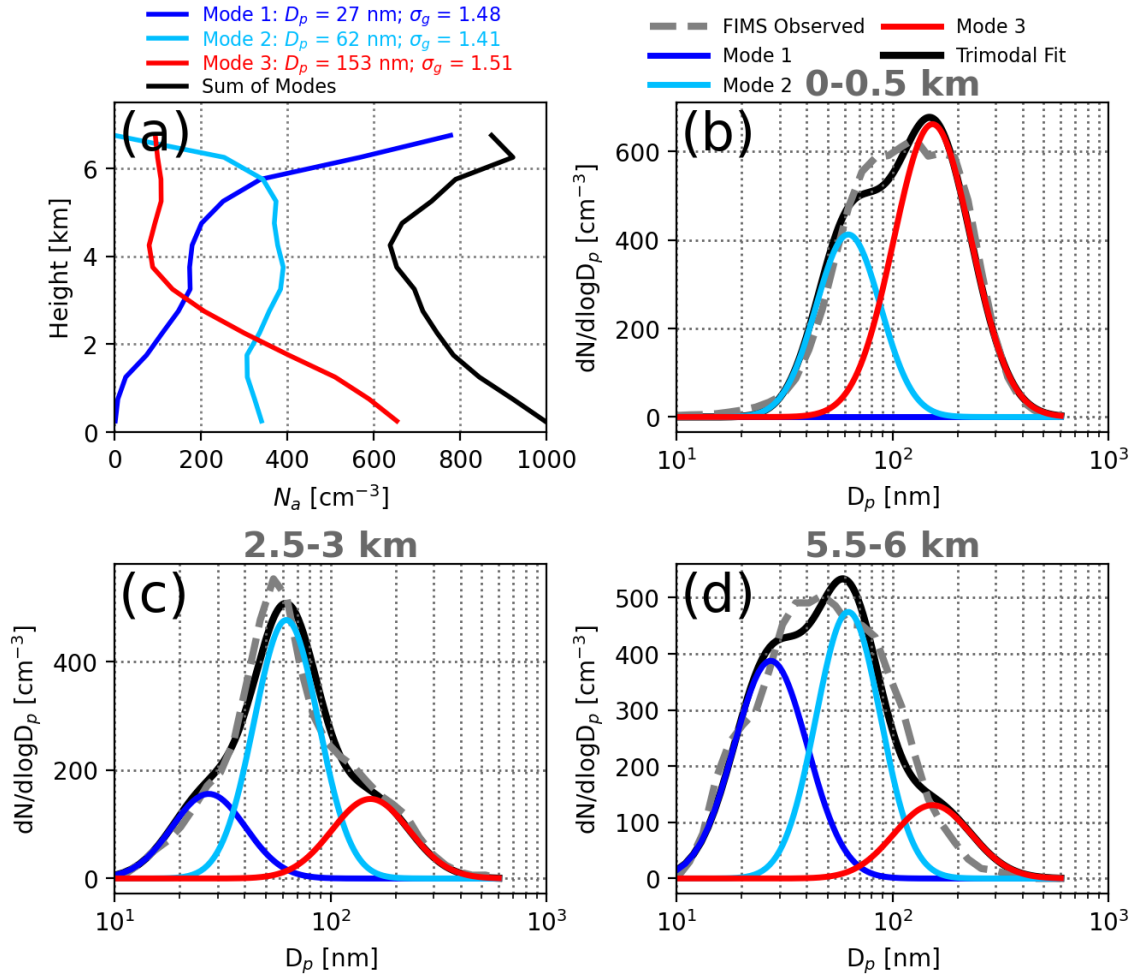 Mode 1: Dₚ = 27 nm; σg = 1.48
Mode 2: Dₚ = 62 nm; σg = 1.41
Mode 3: Dₚ = 153 nm; σg = 1.51
Sum of Modes
(a)
Height [km]
6
4
2
0
0 200 400 600 800 1000
Nₐ [cm⁻³]
FIMS Observed
Mode 1
Mode 2
Mode 3
Trimodal Fit
0-0.5 km
(b)
dN/dlogDₚ [cm⁻³]
600
400
200
0
10¹ 10² 10³
Dₚ [nm]
2.5-3 km
(c)
dN/dlogDₚ [cm⁻³]
400
200
0
10¹ 10² 10³
Dₚ [nm]
5.5-6 km
(d)
dN/dlogDₚ [cm⁻³]
500
400
300
200
100
0
10¹ 10² 10³
Dₚ [nm]